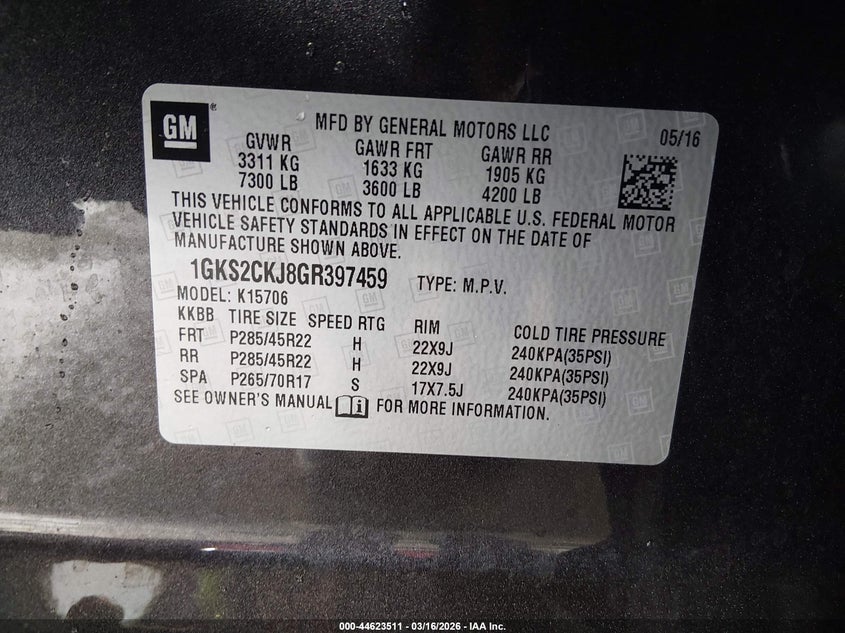 GM
MFD BY GENERAL MOTORS LLC 05/16
GVWR GAWR FRT GAWR RR
3311 KG 1633 KG 1905 KG
7300 LB 3600 LB 4200 LB
THIS VEHICLE CONFORMS TO ALL APPLICABLE U.S. FEDERAL MOTOR
VEHICLE SAFETY STANDARDS IN EFFECT ON THE DATE OF
MANUFACTURE SHOWN ABOVE.
1GKS2CKJ8GR397459 TYPE: M.P.V.
MODEL: K15706
KKBB TIRE SIZE SPEED RTG RIM COLD TIRE PRESSURE
FRT P285/45R22 H 22X9J 240KPA(35PSI)
RR P285/45R22 H 22X9J 240KPA(35PSI)
SPA P265/70R17 S 17X7.5J 240KPA(35PSI)
SEE OWNER'S MANUAL FOR MORE INFORMATION.
000-44623511 - 03/16/2026 - IAA Inc.